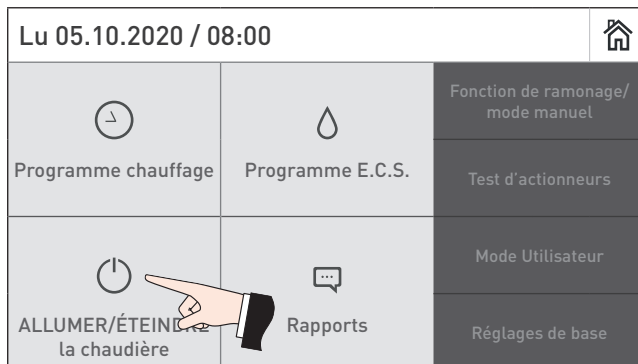 Lu 05.10.2020 / 08:00
Programme chauffage
Programme E.C.S.
Fonction de ramonage/
mode manuel
Test d'actionneurs
ALLUMER/ÉTEINDRE
la chaudière
Rapports
Mode Utilisateur
Réglages de base